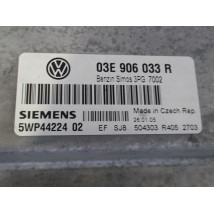 03E 906 033 R
Benzin Simos 3PG 7002
Made in Czech Rep.
SIEMENS
26.01.05
5WP44224 02 EF SJB 504303 R405 2703